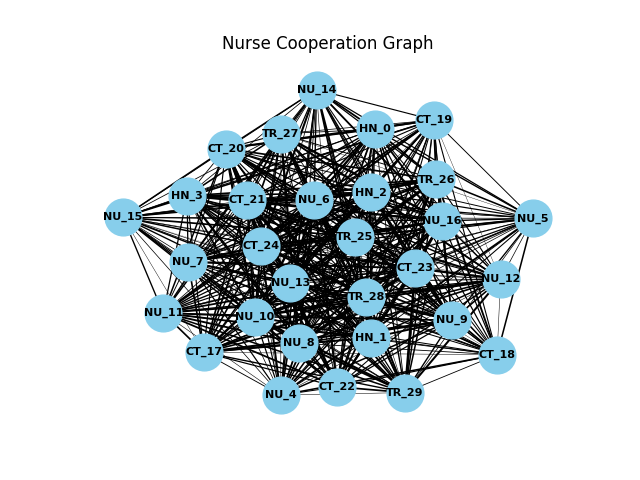 Nurse Cooperation Graph
NU_14
CT_19
HN_0
TR_27
CT_20
TR_26
HN_2
HN_3
CT_21
NU_6
NU_15
NU_16
NU_5
TR_25
CT_24
NU_7
CT_23
NU_12
NU_13
TR_28
NU_11
NU_10
NU_9
HN_1
NU_8
CT_17
CT_18
CT_22
TR_29
NU_4